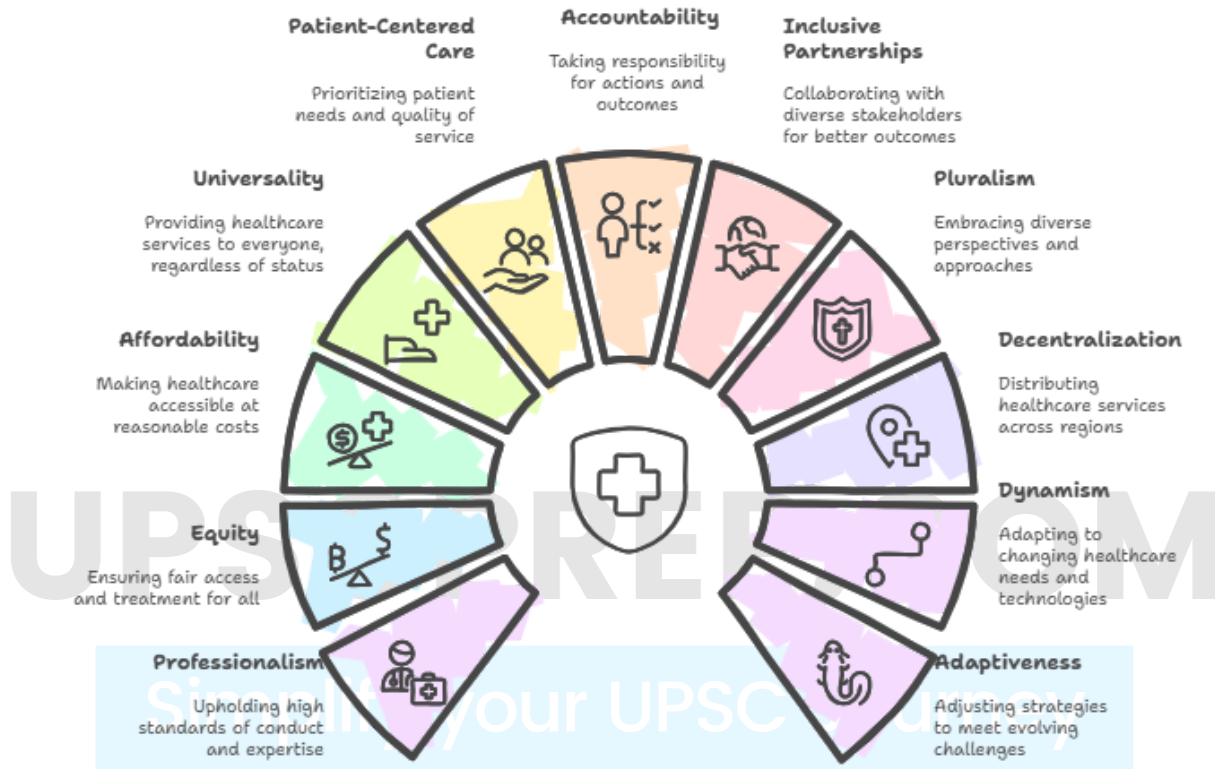 Patient-Centered
Care
Prioritizing patient
needs and quality of
service
Accountability
Taking responsibility
for actions and
outcomes
Inclusive
Partnerships
Collaborating with
diverse stakeholders
for better outcomes
Universality
Providing healthcare
services to everyone,
regardless of status
Pluralism
Embracing diverse
perspectives and
approaches
Affordability
Making healthcare
accessible at
reasonable costs
$
Decentralization
Distributing
healthcare services
across regions
Equity
Ensuring fair access
and treatment for all
B $
Dynamism
Adapting to
changing healthcare
needs and
technologies
Professionalism
Upholding high
standards of conduct
and expertise
Adaptiveness
Adjusting strategies
to meet evolving
challenges
Simplify your UPSC